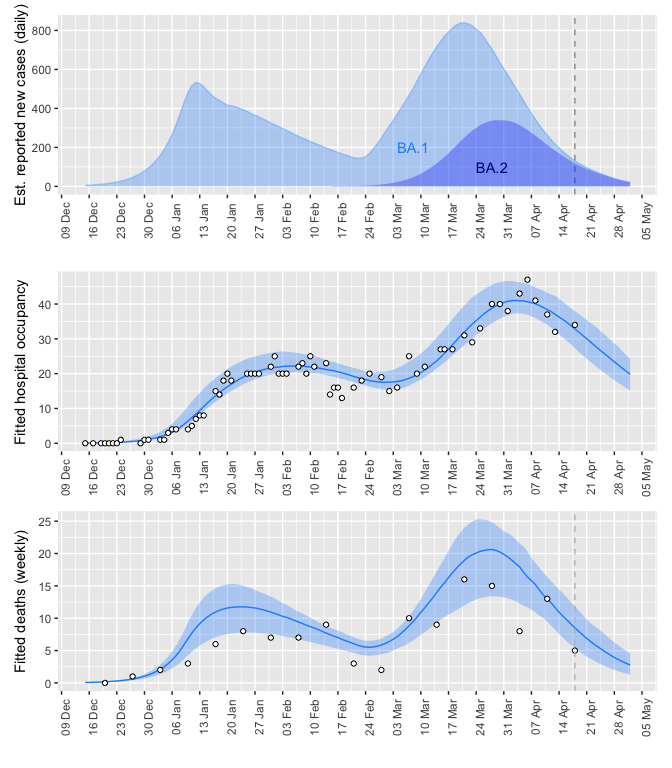 Est. reported new cases (daily)
800
600
400
200
0
BA.1
BA.2
09 Dec 16 Dec 23 Dec 30 Dec 06 Jan 13 Jan 20 Jan 27 Jan 03 Feb 10 Feb 17 Feb 24 Feb 03 Mar 10 Mar 17 Mar 24 Mar 31 Mar 07 Apr 14 Apr 21 Apr 28 Apr 05 May
Fitted hospital occupancy
40
30
20
10
0
09 Dec 16 Dec 23 Dec 30 Dec 06 Jan 13 Jan 20 Jan 27 Jan 03 Feb 10 Feb 17 Feb 24 Feb 03 Mar 10 Mar 17 Mar 24 Mar 31 Mar 07 Apr 14 Apr 21 Apr 28 Apr 05 May
Fitted deaths (weekly)
25
20
15
10
5
0
09 Dec 16 Dec 23 Dec 30 Dec 06 Jan 13 Jan 20 Jan 27 Jan 03 Feb 10 Feb 17 Feb 24 Feb 03 Mar 10 Mar 17 Mar 24 Mar 31 Mar 07 Apr 14 Apr 21 Apr 28 Apr 05 May